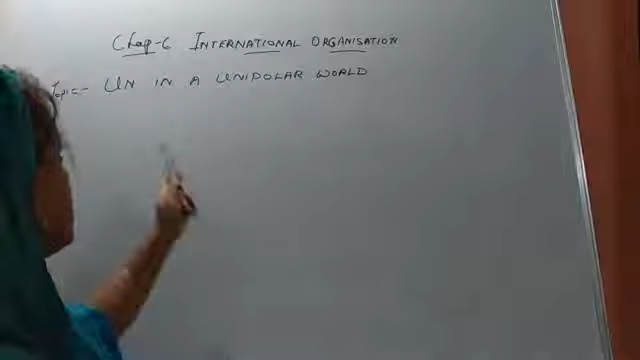 Chap-6 INTERNATIONAL ORGANISATION
Topic:- UN IN A UNIPOLAR WORLD